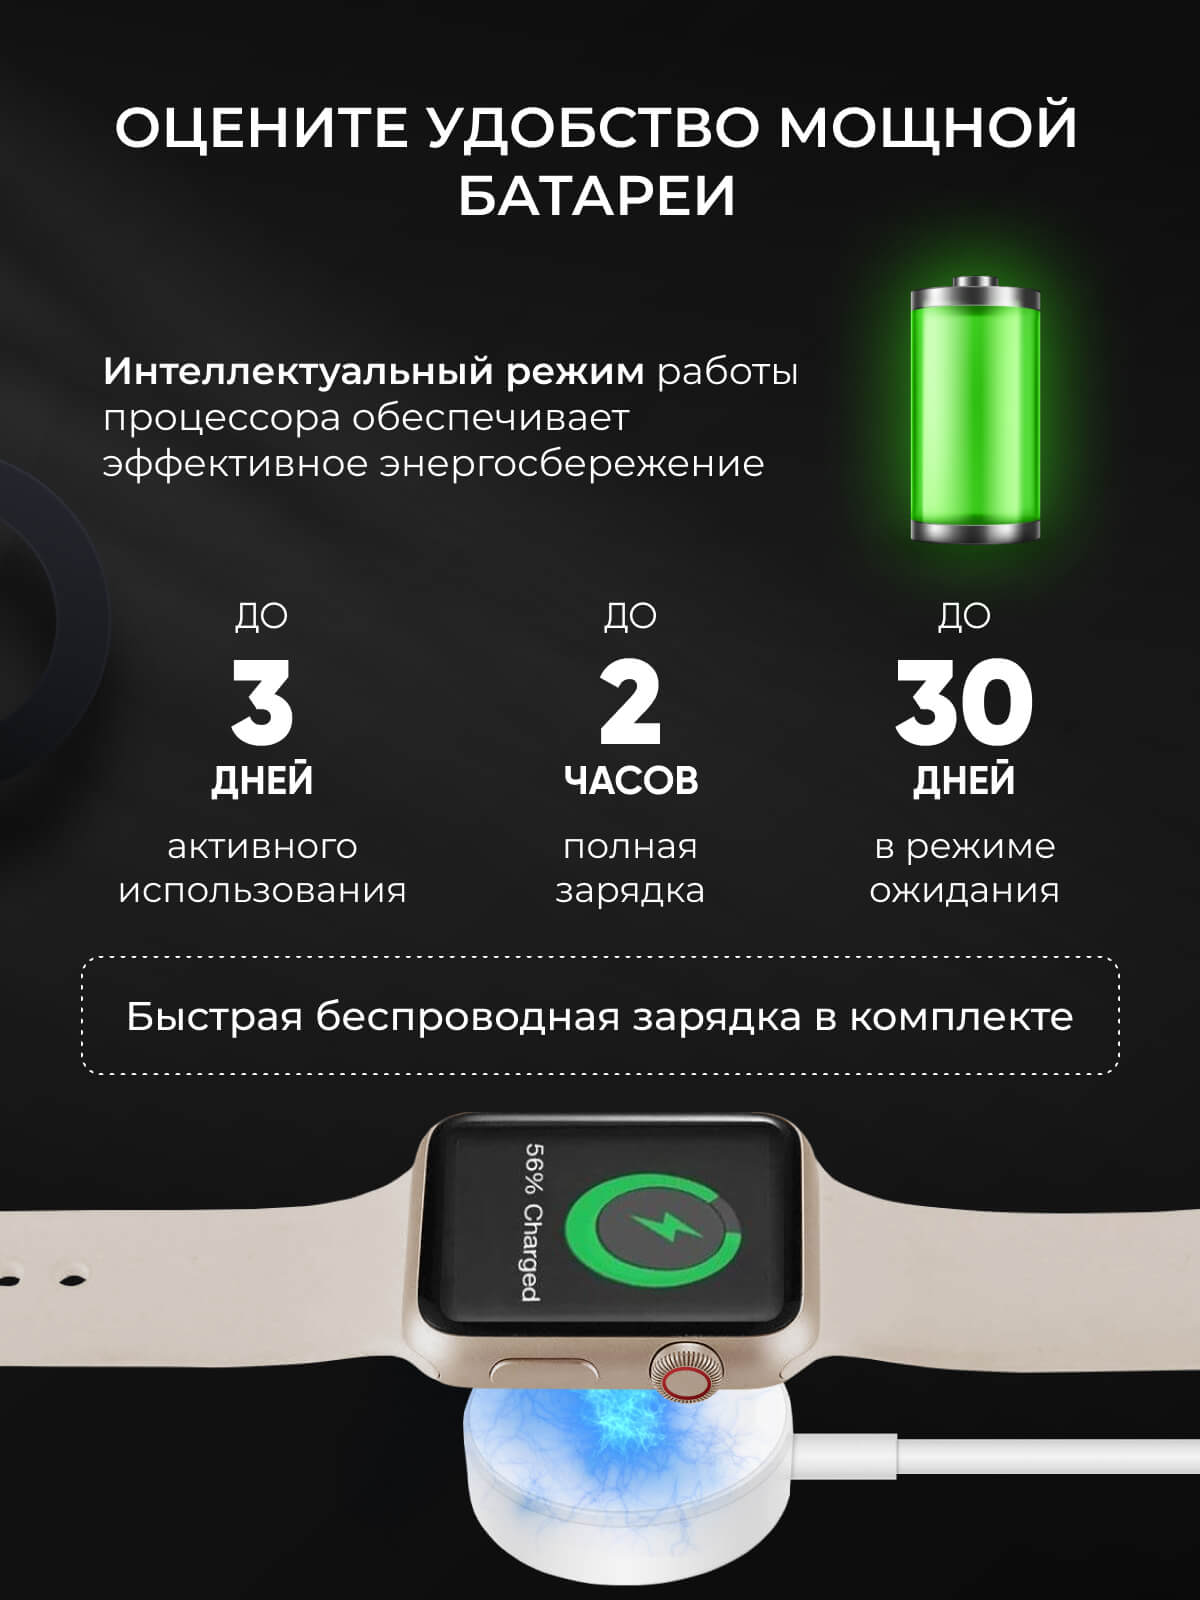 ОЦЕНИТЕ УДОБСТВО МОЩНОЙ
БАТАРЕИ
Интеллектуальный режим работы
процессора обеспечивает
эффективное энергосбережение
ДО
3
ДНЕЙ
активного
использования
ДО
2
ЧАСОВ
полная
зарядка
ДО
30
ДНЕЙ
в режиме
ожидания
Быстрая беспроводная зарядка в комплекте
56% Charged